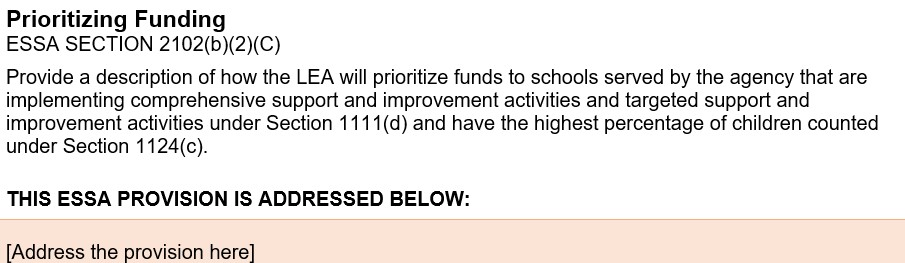 Prioritizing Funding
ESSA SECTION 2102(b)(2)(C)
Provide a description of how the LEA will prioritize funds to schools served by the agency that are
implementing comprehensive support and improvement activities and targeted support and
improvement activities under Section 1111(d) and have the highest percentage of children counted
under Section 1124(c).
THIS ESSA PROVISION IS ADDRESSED BELOW:
[Address the provision here]